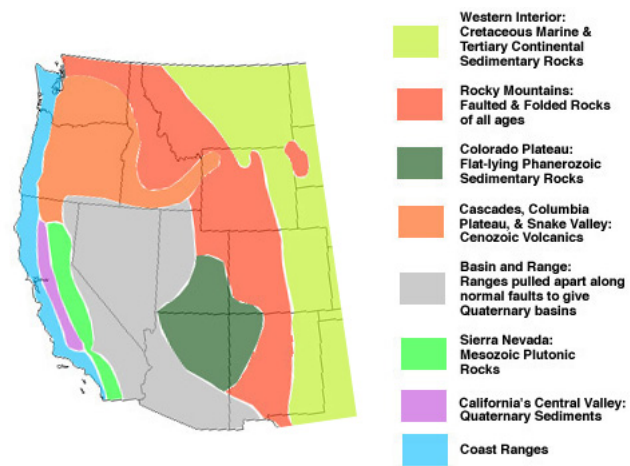 Western Interior:
Cretaceous Marine &
Tertiary Continental
Sedimentary Rocks
Rocky Mountains:
Faulted & Folded Rocks
of all ages
Colorado Plateau:
Flat-lying Phanerozoic
Sedimentary Rocks
Cascades, Columbia
Plateau, & Snake Valley:
Cenozoic Volcanics
Basin and Range:
Ranges pulled apart along
normal faults to give
Quaternary basins
Sierra Nevada:
Mesozoic Plutonic
Rocks
California's Central Valley:
Quaternary Sediments
Coast Ranges